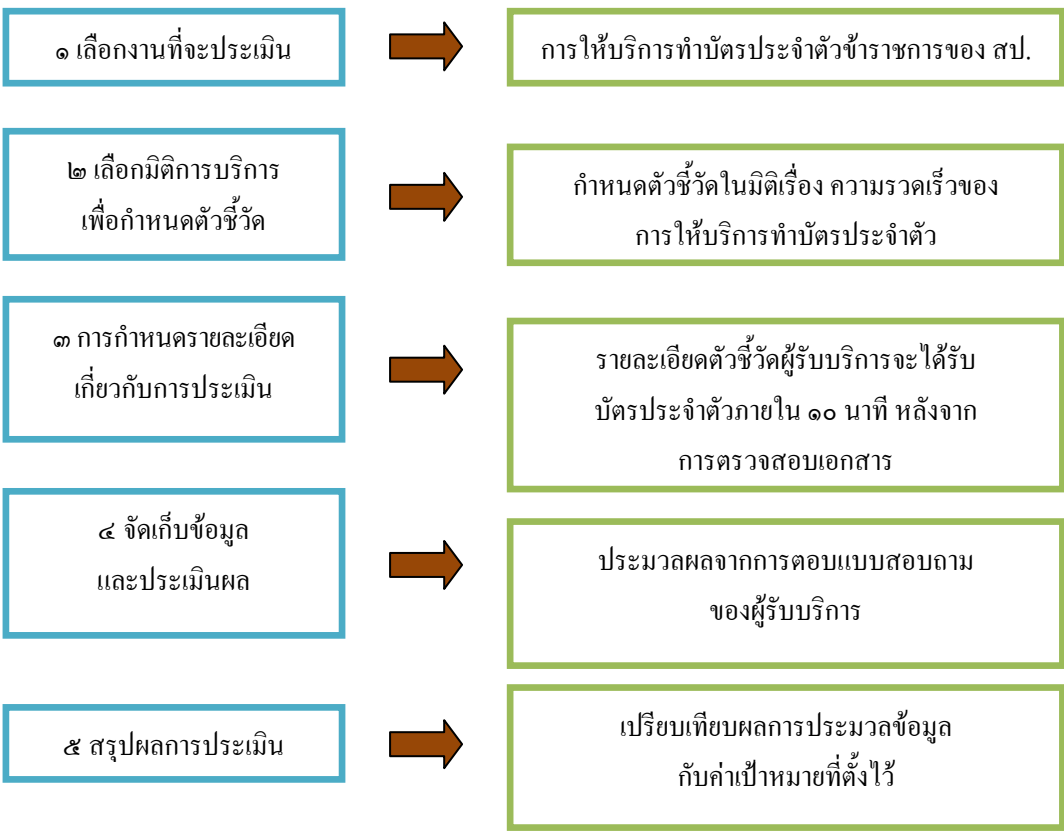 ๑ เลือกงานที่จะประเมิน
การให้บริการทำบัตรประจำตัวข้าราชการของ สป.
๒ เลือกมิติการบริการ
เพื่อกำหนดตัวชี้วัด
กำหนดตัวชี้วัดในมิติเรื่อง ความรวดเร็วของ
การให้บริการทำบัตรประจำตัว
๓ การกำหนดรายละเอียด
เกี่ยวกับการประเมิน
รายละเอียดตัวชี้วัดผู้รับบริการจะได้รับ
บัตรประจำตัวภายใน ๑๐ นาที หลังจาก
การตรวจสอบเอกสาร
๔ จัดเก็บข้อมูล
และประเมินผล
ประมวลผลจากการตอบแบบสอบถาม
ของผู้รับบริการ
๕ สรุปผลการประเมิน
เปรียบเทียบผลการประมวลข้อมูล
กับค่าเป้าหมายที่ตั้งไว้